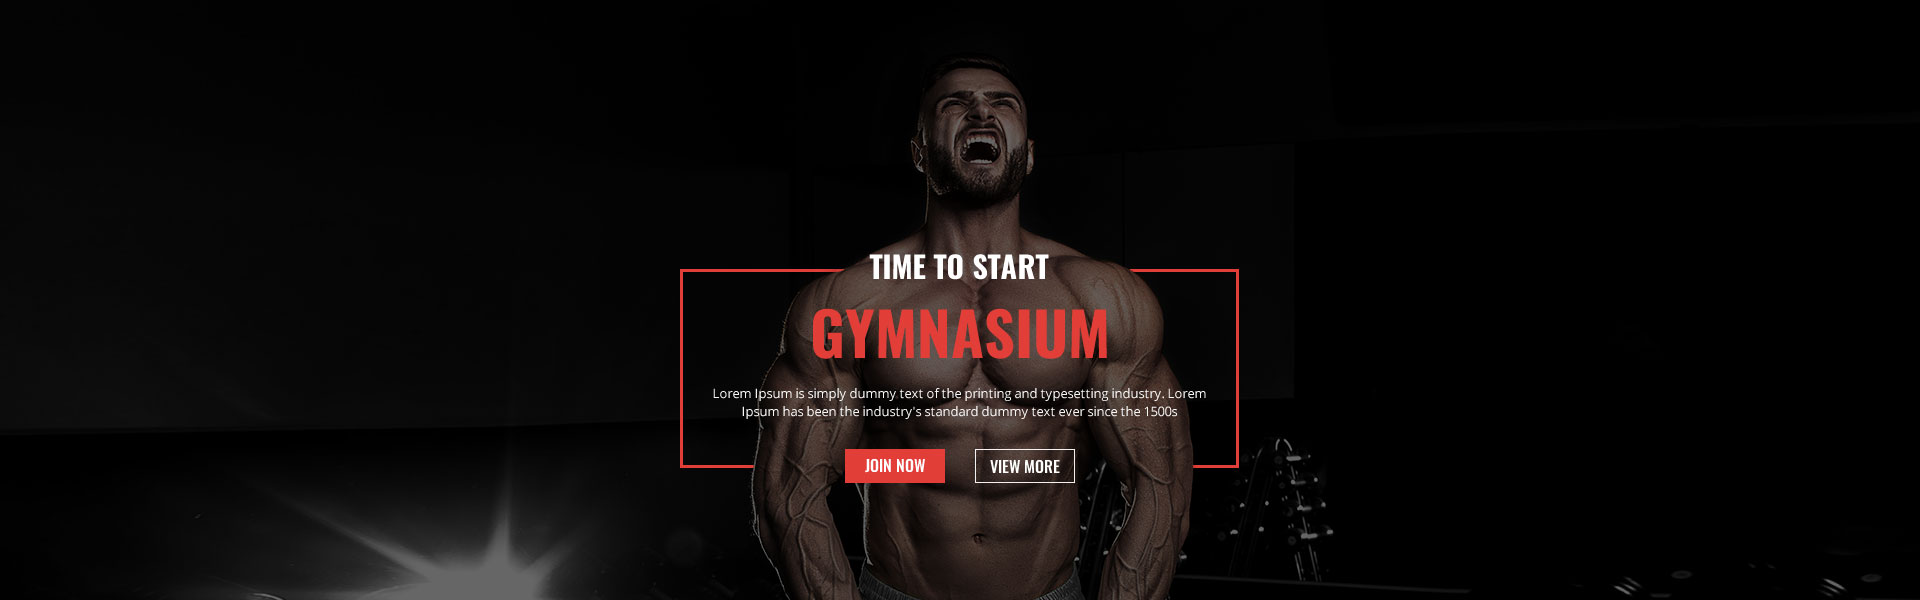 TIME TO START
GYMNASIUM
Lorem Ipsum is simply dummy text of the printing and typesetting industry. Lorem
Ipsum has been the industry's standard dummy text ever since the 1500s
JOIN NOW
VIEW MORE